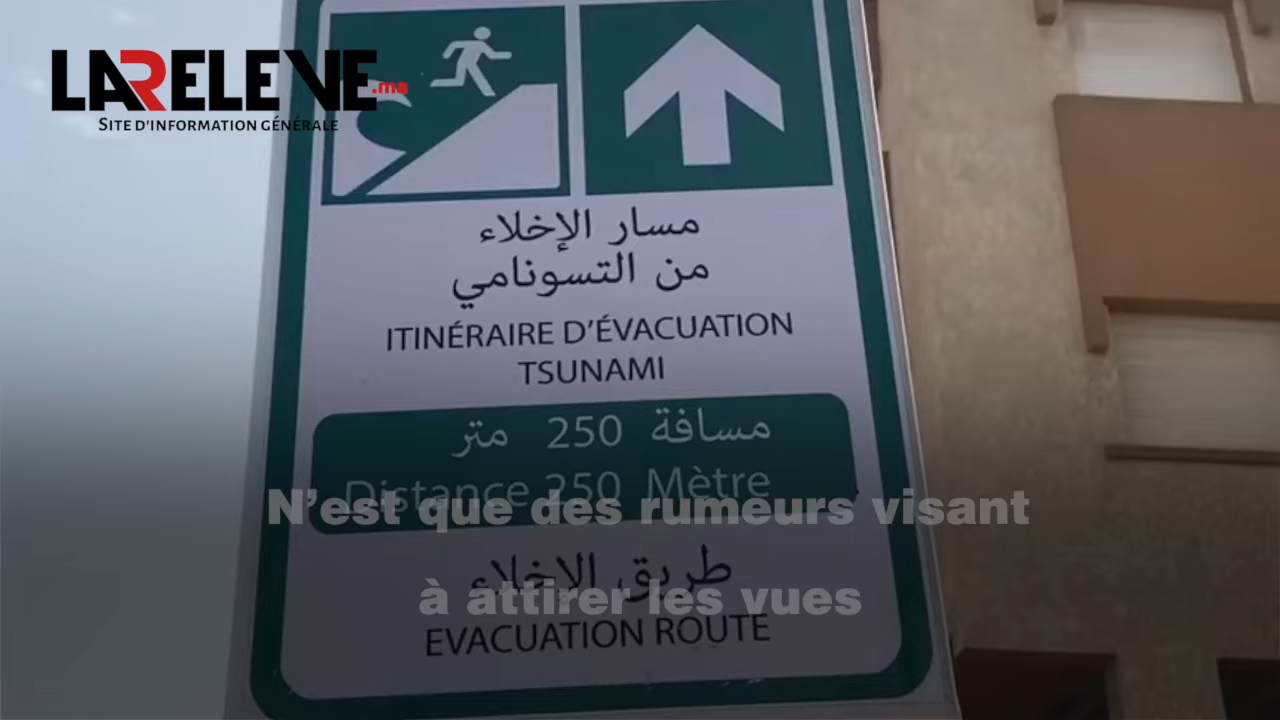 LARELEVE.ma
SITE D'INFORMATION GÉNÉRALE
مسار الإخلاء
من التسونامي
ITINÉRAIRE D'ÉVACUATION
TSUNAMI
مسافة 250 متر
Distance 250 Mètre
N'est que des rumeurs visant
طريق الإخلاء
à attirer les vues
EVACUATION ROUTE